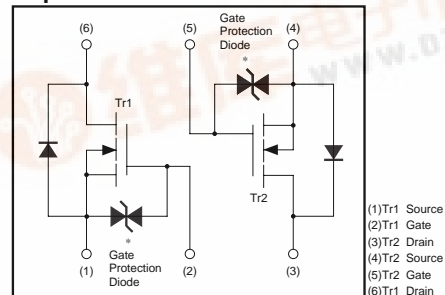 (6)
(5)
Gate
Protection
Diode
(4)
*
Tr1
Tr2
*
(1)
Gate
Protection
Diode
(2)
(3)
(1)Tr1 Source
(2)Tr1 Gate
(3)Tr2 Drain
(4)Tr2 Source
(5)Tr2 Gate
(6)Tr1 Drain